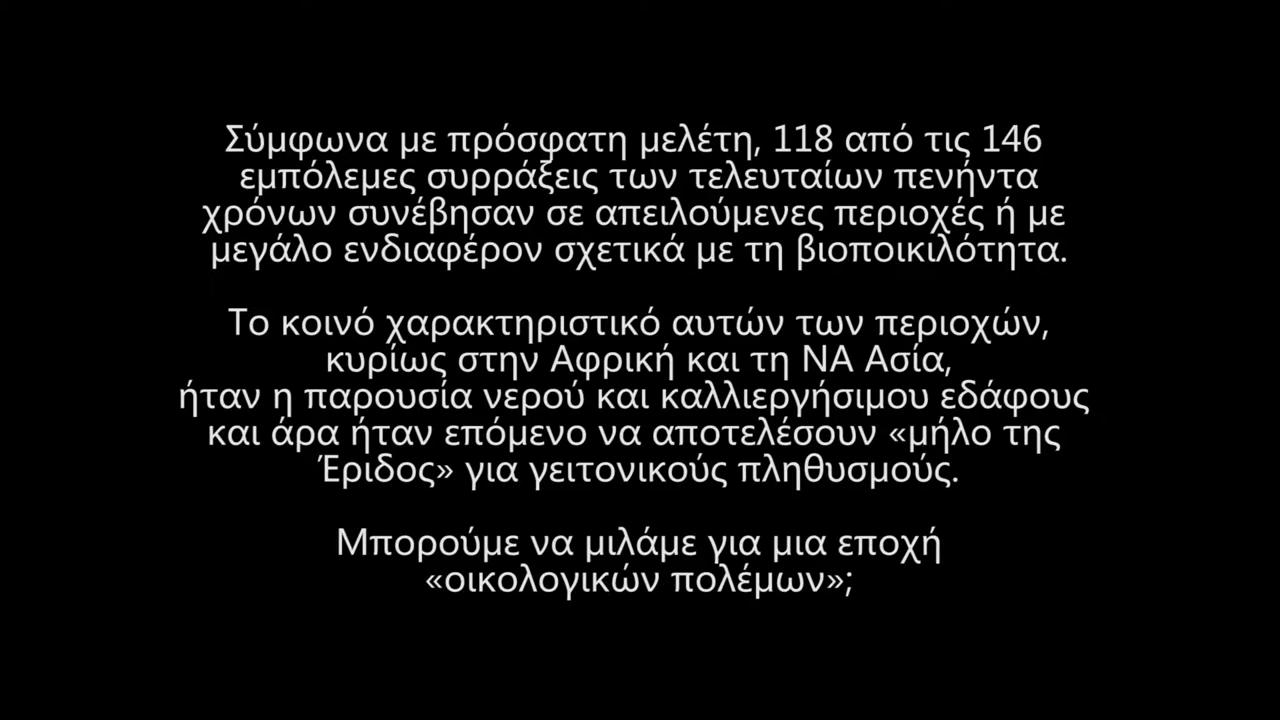 Σύμφωνα με πρόσφατη μελέτη, 118 από τις 146
εμπόλεμες συρράξεις των τελευταίων πενήντα
χρόνων συνέβησαν σε απειλούμενες περιοχές ή με
μεγάλο ενδιαφέρον σχετικά με τη βιοποικιλότητα.
Το κοινό χαρακτηριστικό αυτών των περιοχών,
κυρίως στην Αφρική και τη ΝΑ Ασία,
ήταν η παρουσία νερού και καλλιεργήσιμου εδάφους
και άρα ήταν επόμενο να αποτελέσουν «μήλο της
Έριδος» για γειτονικούς πληθυσμούς.
Μπορούμε να μιλάμε για μια εποχή
«οικολογικών πολέμων»;